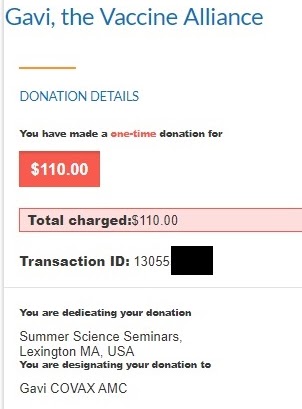 Gavi, the Vaccine Alliance
DONATION DETAILS
You have made a one-time donation for
$110.00
Total charged:$110.00
Transaction ID: 13055
You are dedicating your donation
Summer Science Seminars,
Lexington MA, USA
You are designating your donation to
Gavi COVAX AMC